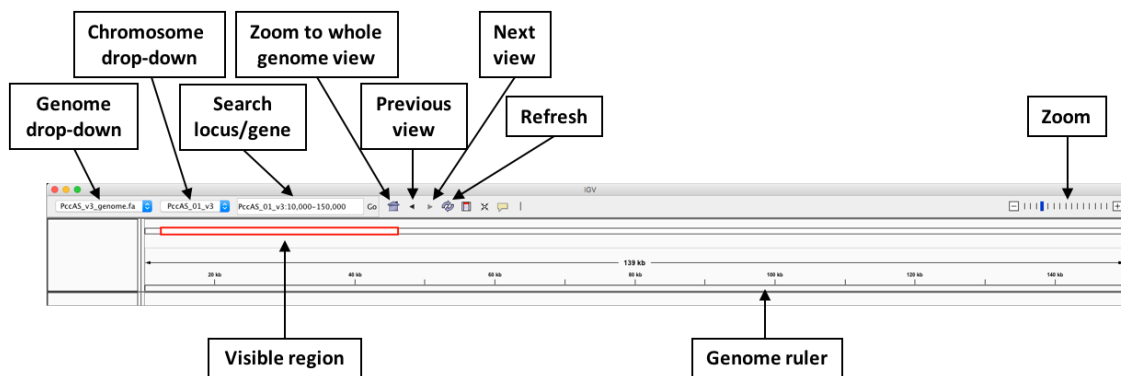 Chromosome
drop-down
Zoom to whole
genome view
Next
view
Genome
drop-down
Search
locus/gene
Previous
view
Refresh
Zoom
IGV
PccAS_v3_genome.fa
PccAS_01_v3
PccAS_01_v3:10,000-150,000
Go
139 kb
20 kb
40 kb
60 kb
80 kb
100 kb
120 kb
140 kb
Visible region
Genome ruler